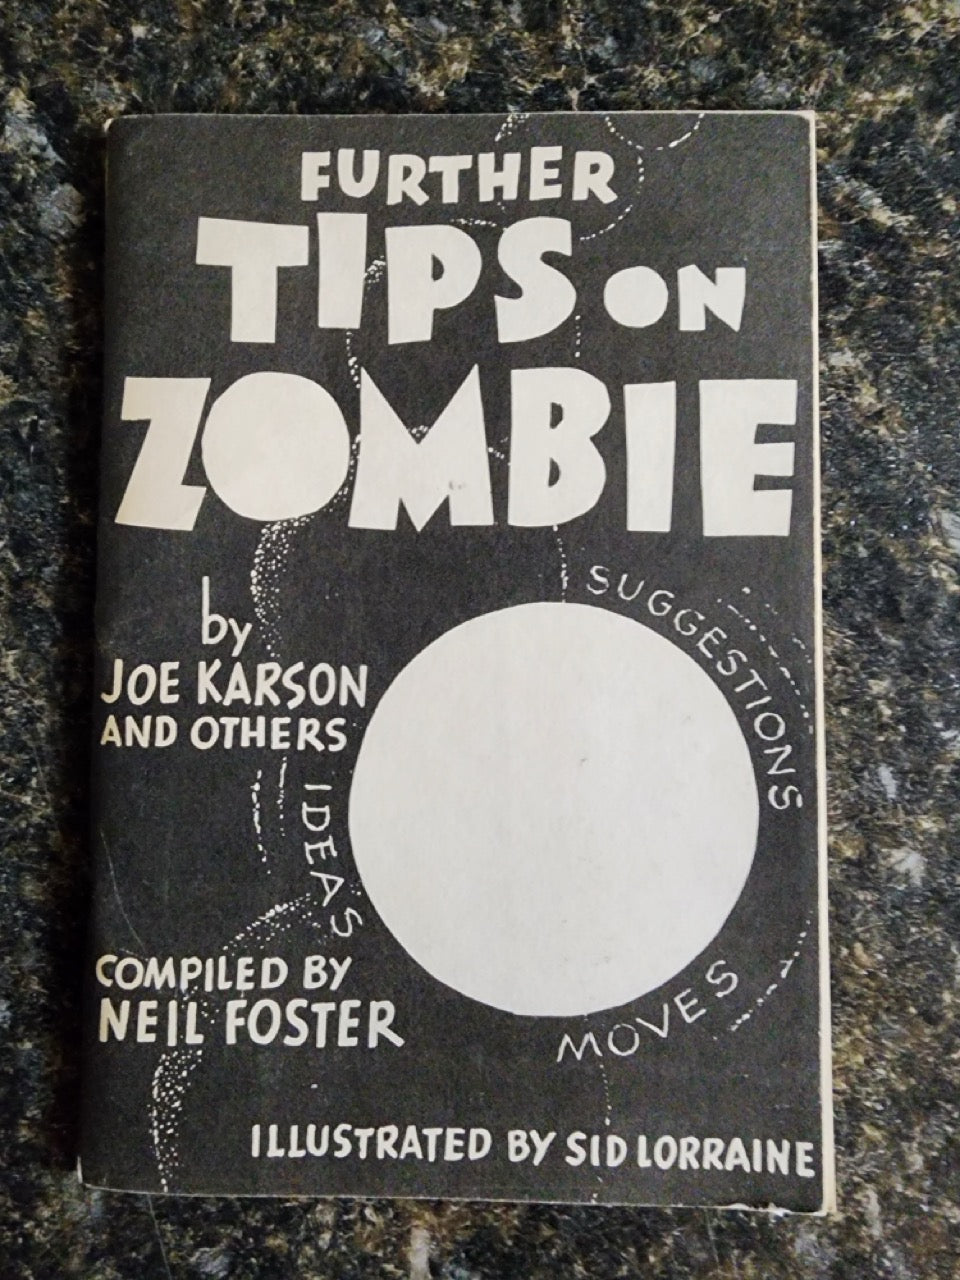 FURTHER
TIPS ON
ZOMBIE
by
JOE KARSON
AND OTHERS
SUGGESTIONS
IDEAS
MOVES
COMPILED BY
NEIL FOSTER
ILLUSTRATED BY SID LORRAINE